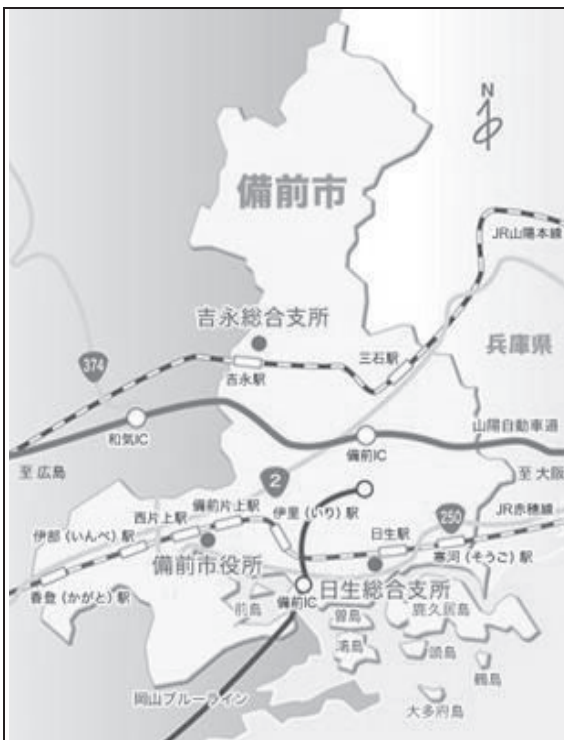 N
備前市
JR山陽本線
吉永総合支所
三石駅
兵庫県
374
吉永駅
和気IC
山陽自動車道
備前IC
至 広島
至 大阪
2
伊里(いり)駅
JR赤穂線
250
備前片上駅
西片上駅
日生駅
伊部(いんべ)駅
寒河(そうご)駅
備前市役所
日生総合支所
香登(かがと)駅
備前IC
前島
曽島
鹿久居島
鴻島
頭島
鶴島
大多府島
岡山ブルーライン